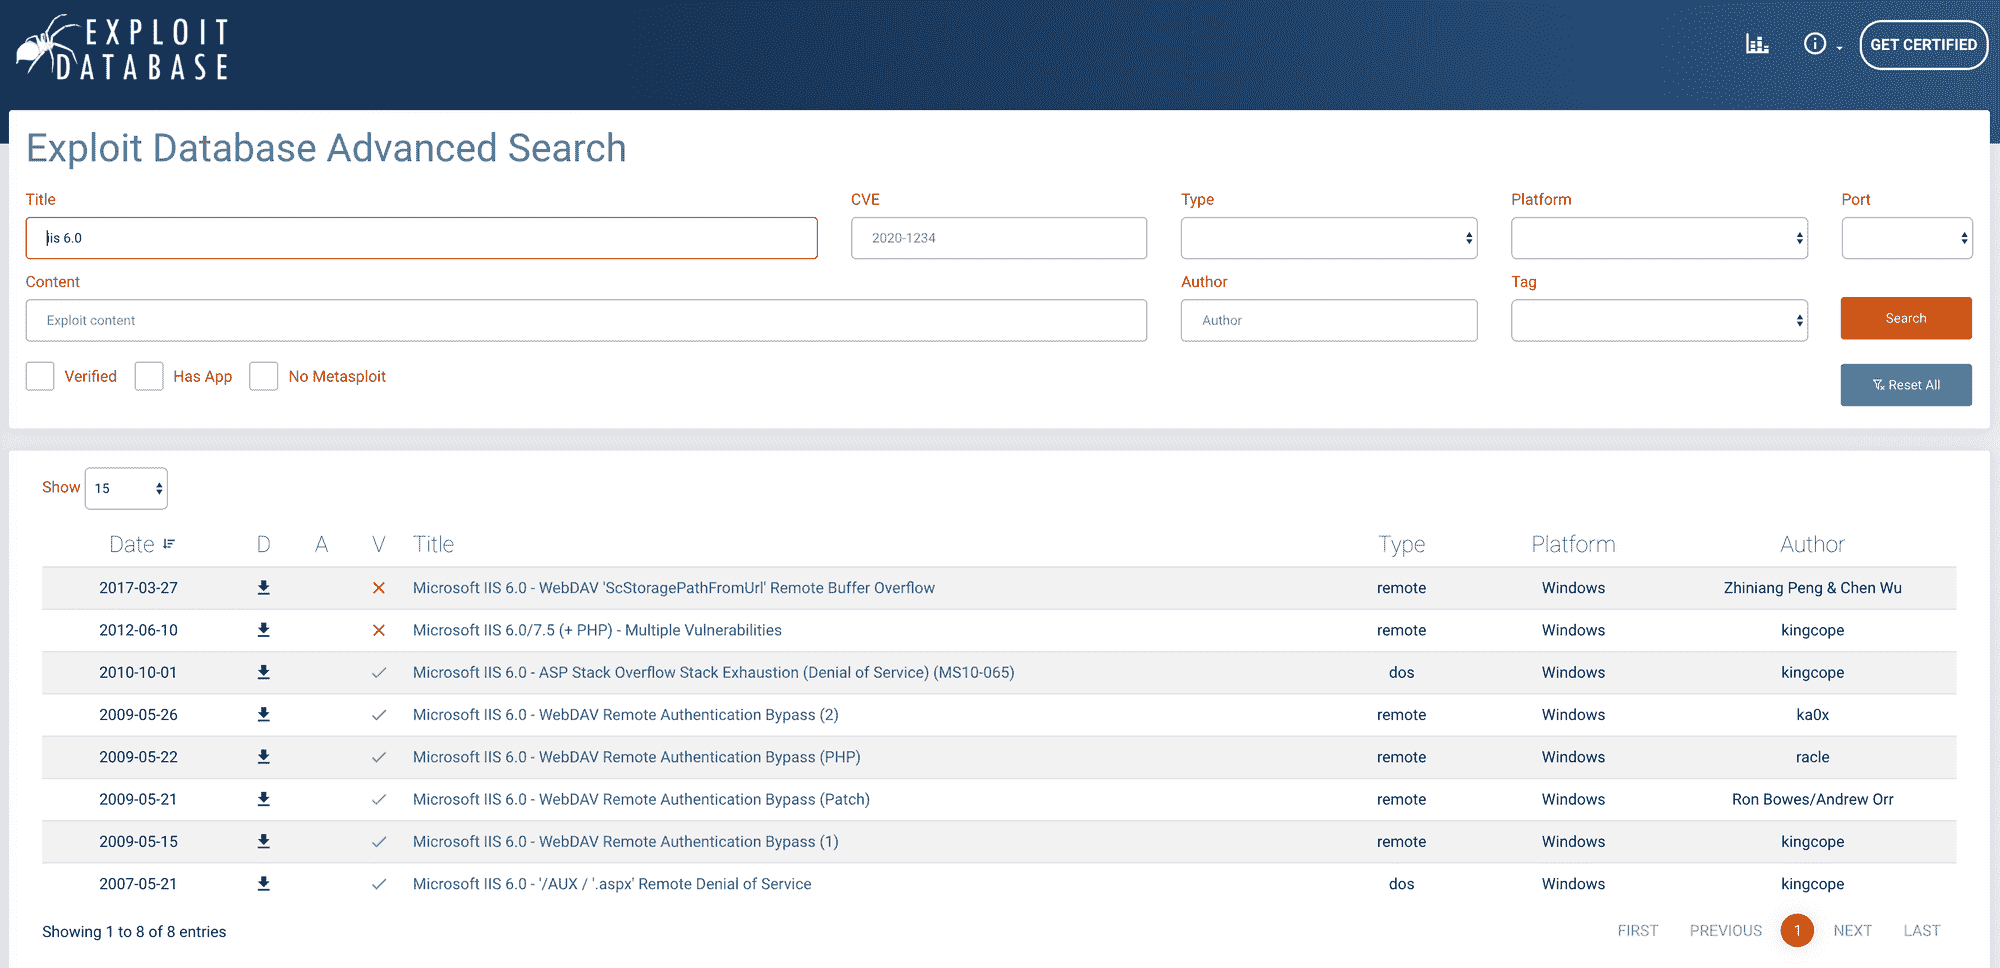 EXPLOIT
DATABASE
GET CERTIFIED
Exploit Database Advanced Search
Title CVE Type Platform Port
iis 6.0 2020-1234
Content Author Tag
Exploit content Author Search
Verified Has App No Metasploit Reset All
Show 15
Date D A V Title Type Platform Author
2017-03-27 Microsoft IIS 6.0 - WebDAV 'ScStoragePathFromUrl' Remote Buffer Overflow remote Windows Zhiniang Peng & Chen Wu
2012-06-10 Microsoft IIS 6.0/7.5 (+ PHP) - Multiple Vulnerabilities remote Windows kingcope
2010-10-01 Microsoft IIS 6.0 - ASP Stack Overflow Stack Exhaustion (Denial of Service) (MS10-065) dos Windows kingcope
2009-05-26 Microsoft IIS 6.0 - WebDAV Remote Authentication Bypass (2) remote Windows ka0x
2009-05-22 Microsoft IIS 6.0 - WebDAV Remote Authentication Bypass (PHP) remote Windows racle
2009-05-21 Microsoft IIS 6.0 - WebDAV Remote Authentication Bypass (Patch) remote Windows Ron Bowes/Andrew Orr
2009-05-15 Microsoft IIS 6.0 - WebDAV Remote Authentication Bypass (1) remote Windows kingcope
2007-05-21 Microsoft IIS 6.0 - '/AUX / '.aspx' Remote Denial of Service dos Windows kingcope
Showing 1 to 8 of 8 entries FIRST PREVIOUS 1 NEXT LAST